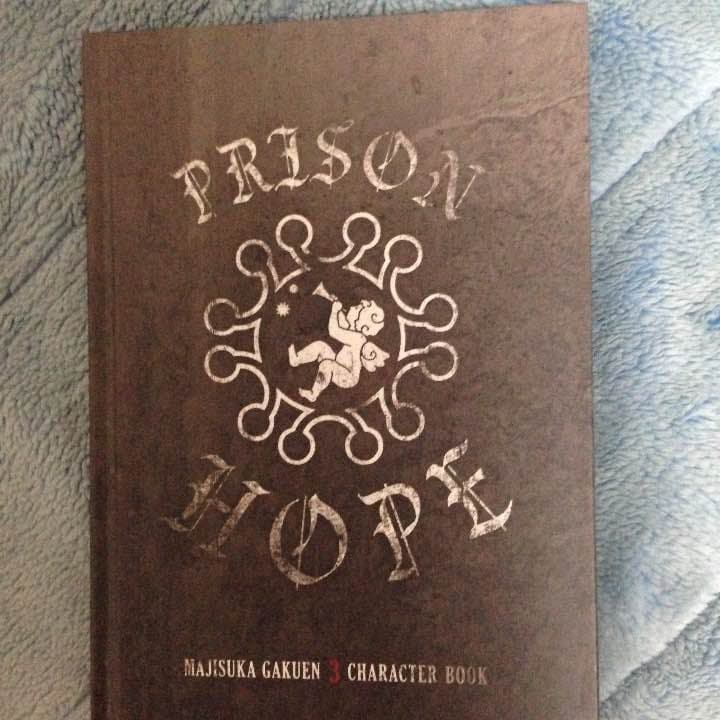 PRISON
HOPE
MAJISUKA GAKUEN 3 CHARACTER BOOK